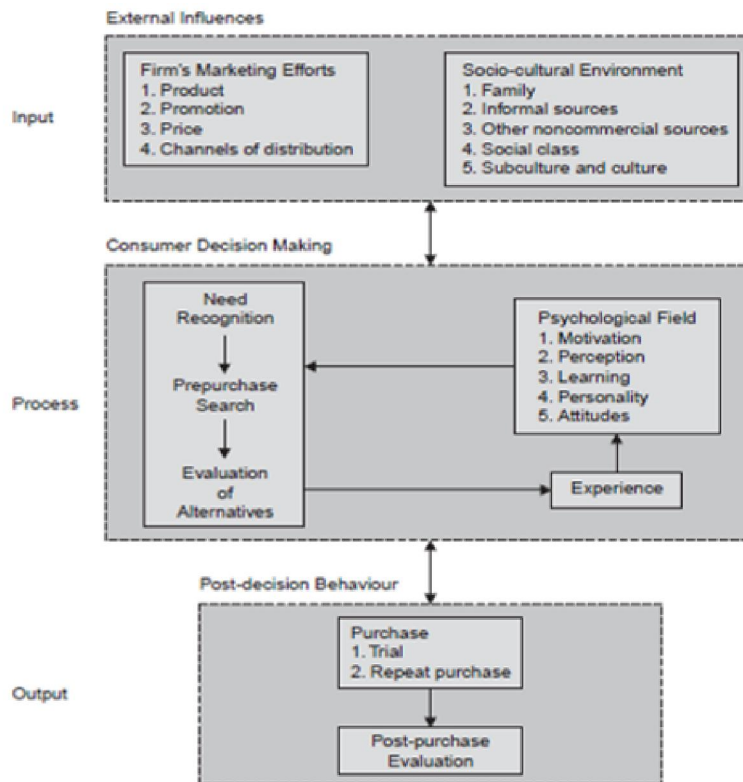 External Influences
Input
Firm's Marketing Efforts
1. Product
2. Promotion
3. Price
4. Channels of distribution
Socio-cultural Environment
1. Family
2. Informal sources
3. Other noncommercial sources
4. Social class
5. Subculture and culture
Consumer Decision Making
Process
Need
Recognition
Prepurchase
Search
Evaluation
of
Alternatives
Psychological Field
1. Motivation
2. Perception
3. Learning
4. Personality
5. Attitudes
Experience
Post-decision Behaviour
Output
Purchase
1. Trial
2. Repeat purchase
Post-purchase
Evaluation